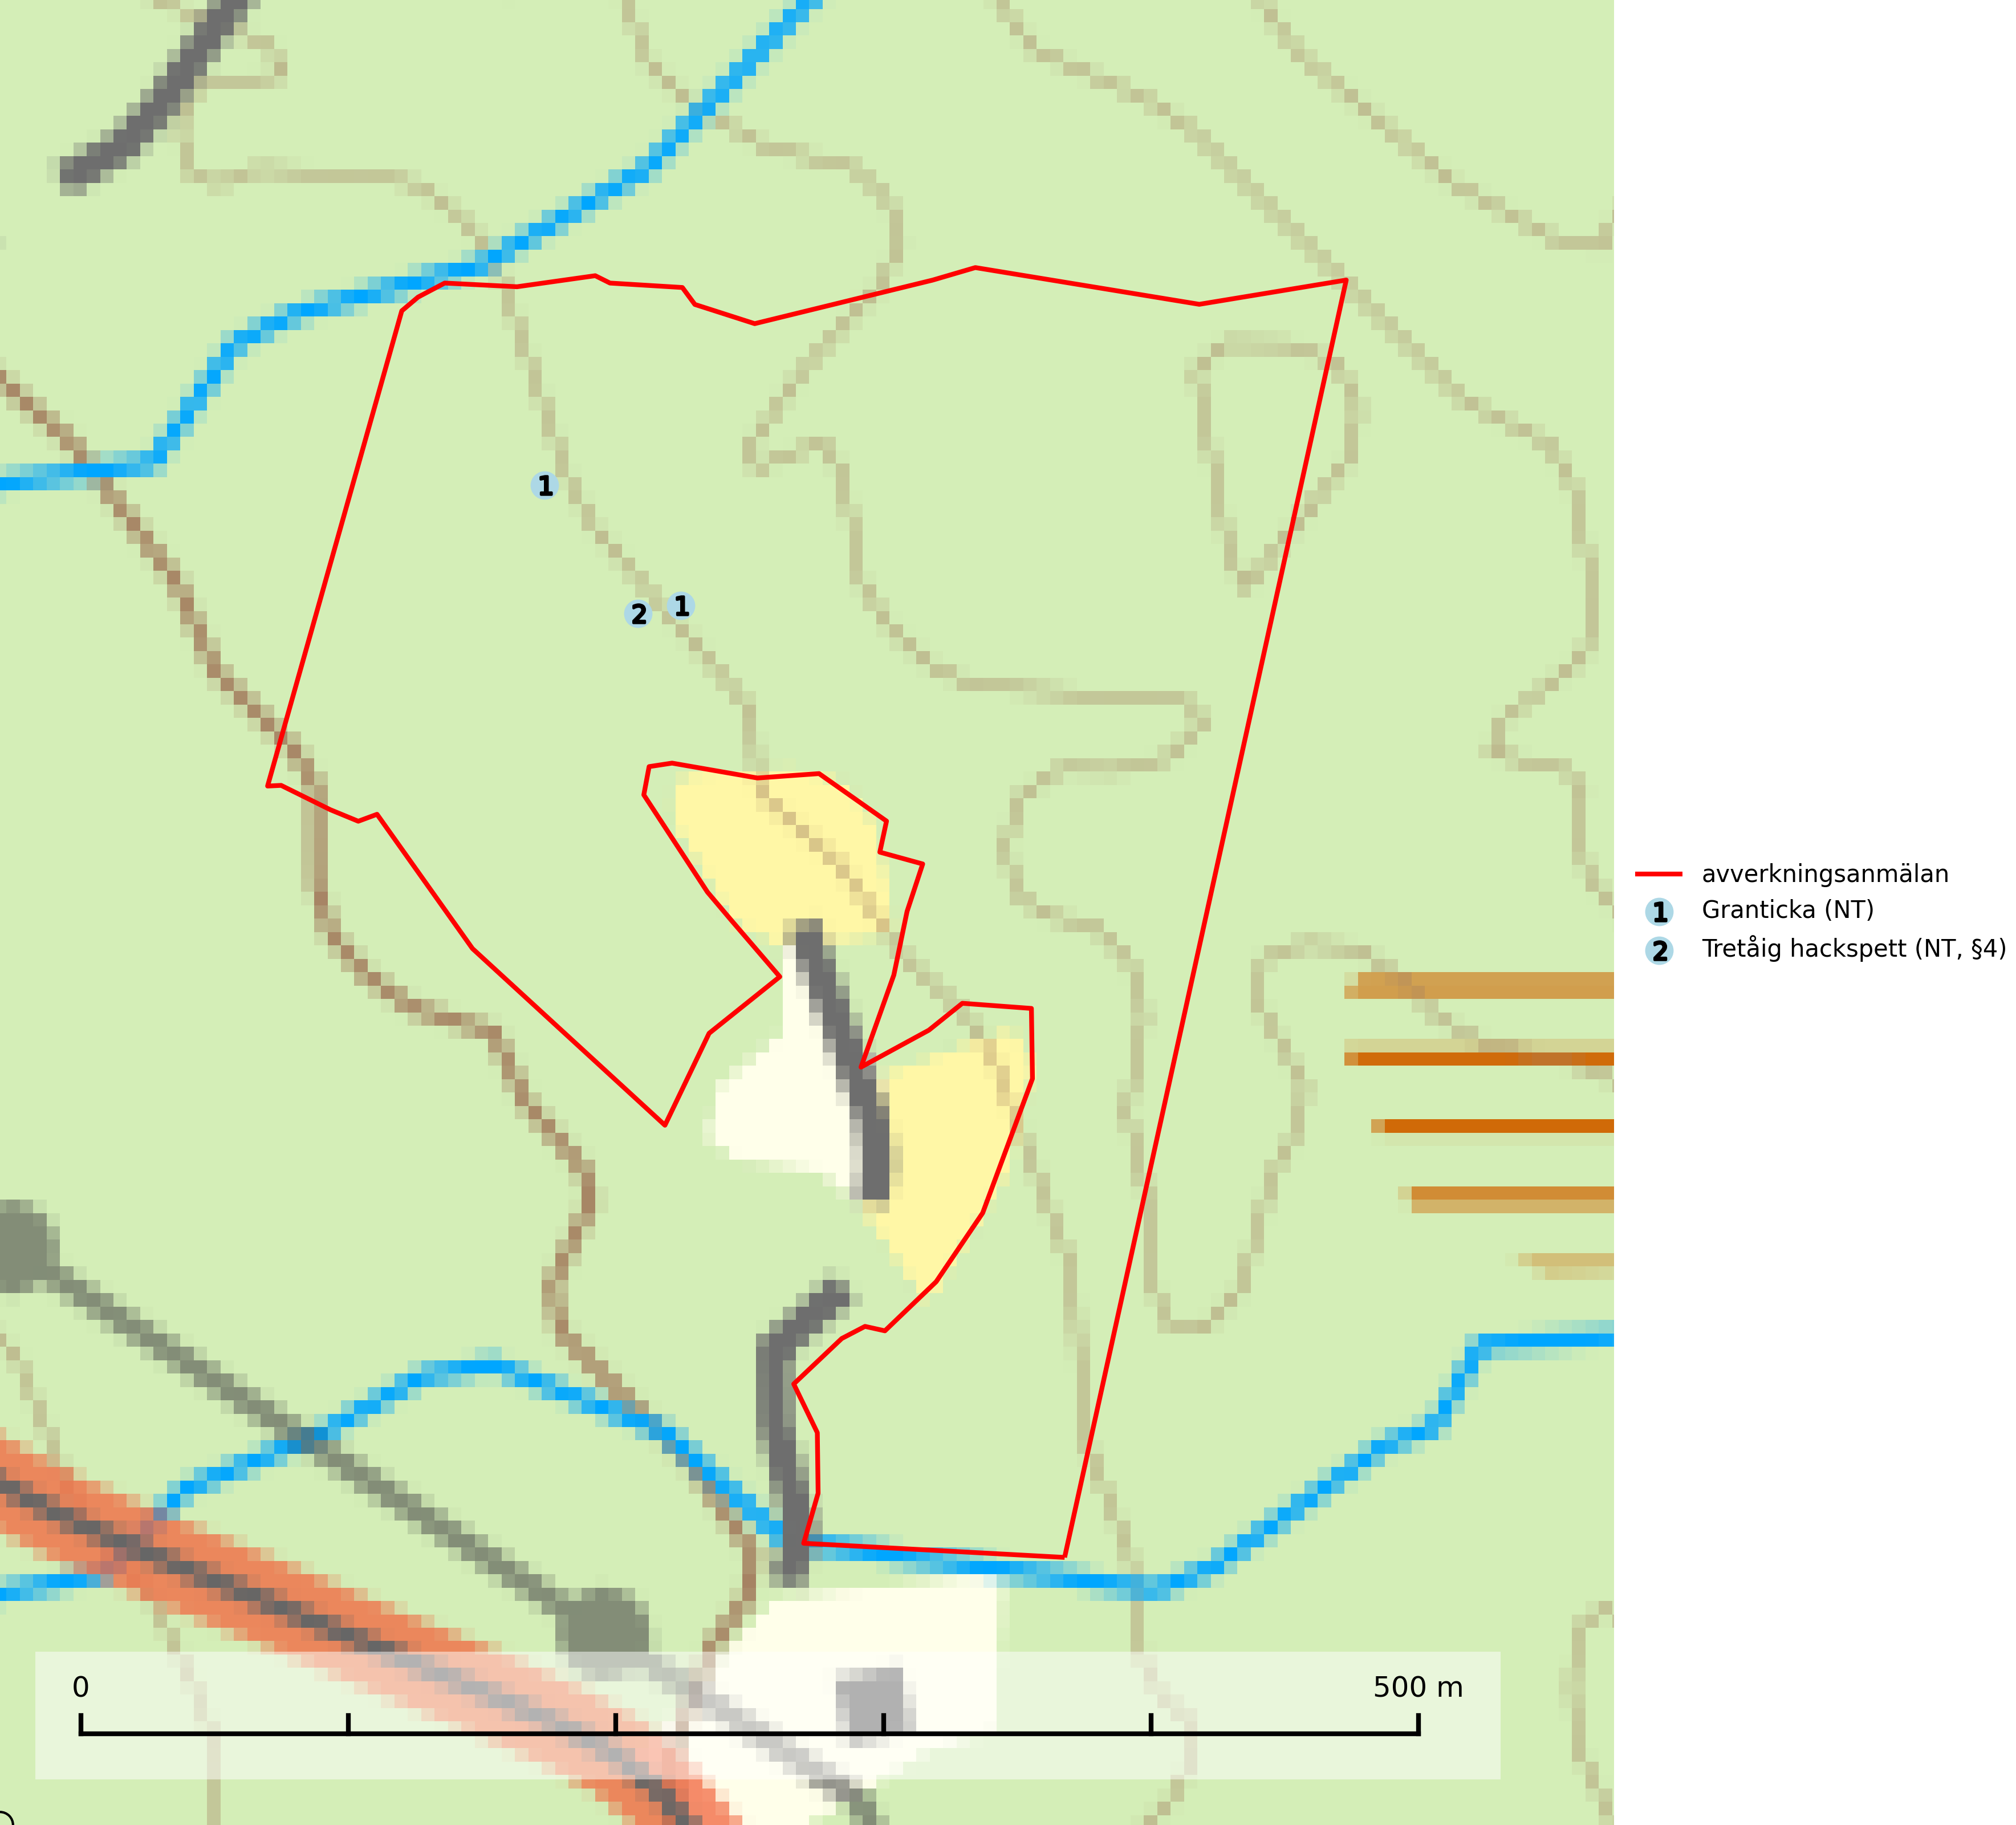 1
2 1
avverkningsanmälan
1 Granticka (NT)
2 Tretåig hackspett (NT, §4)
0 500 m